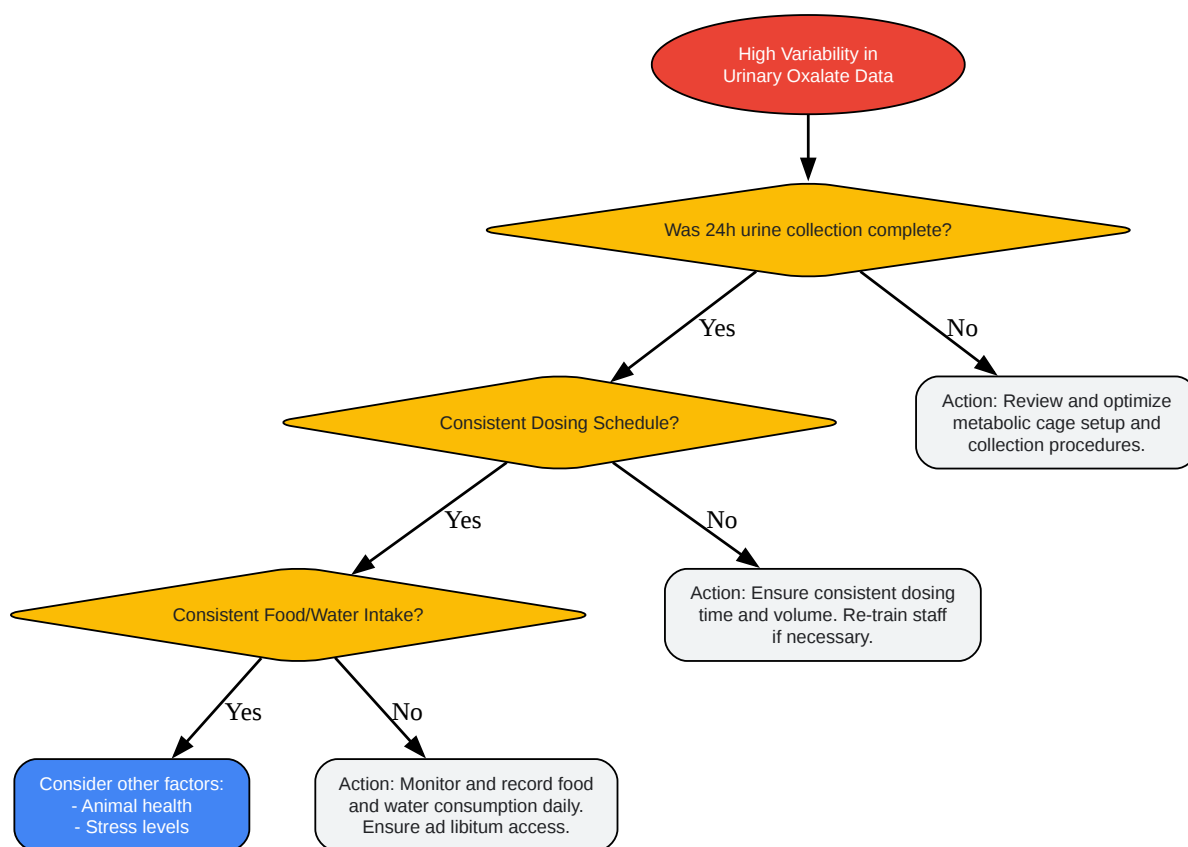 High Variability in
Urinary Oxalate Data
Was 24h urine collection complete?
Yes
No
Consistent Dosing Schedule?
Action: Review and optimize
metabolic cage setup and
collection procedures.
Yes
No
Consistent Food/Water Intake?
Action: Ensure consistent dosing
time and volume. Re-train staff
if necessary.
Yes
No
Consider other factors:
- Animal health
- Stress levels
Action: Monitor and record food
and water consumption daily.
Ensure ad libitum access.